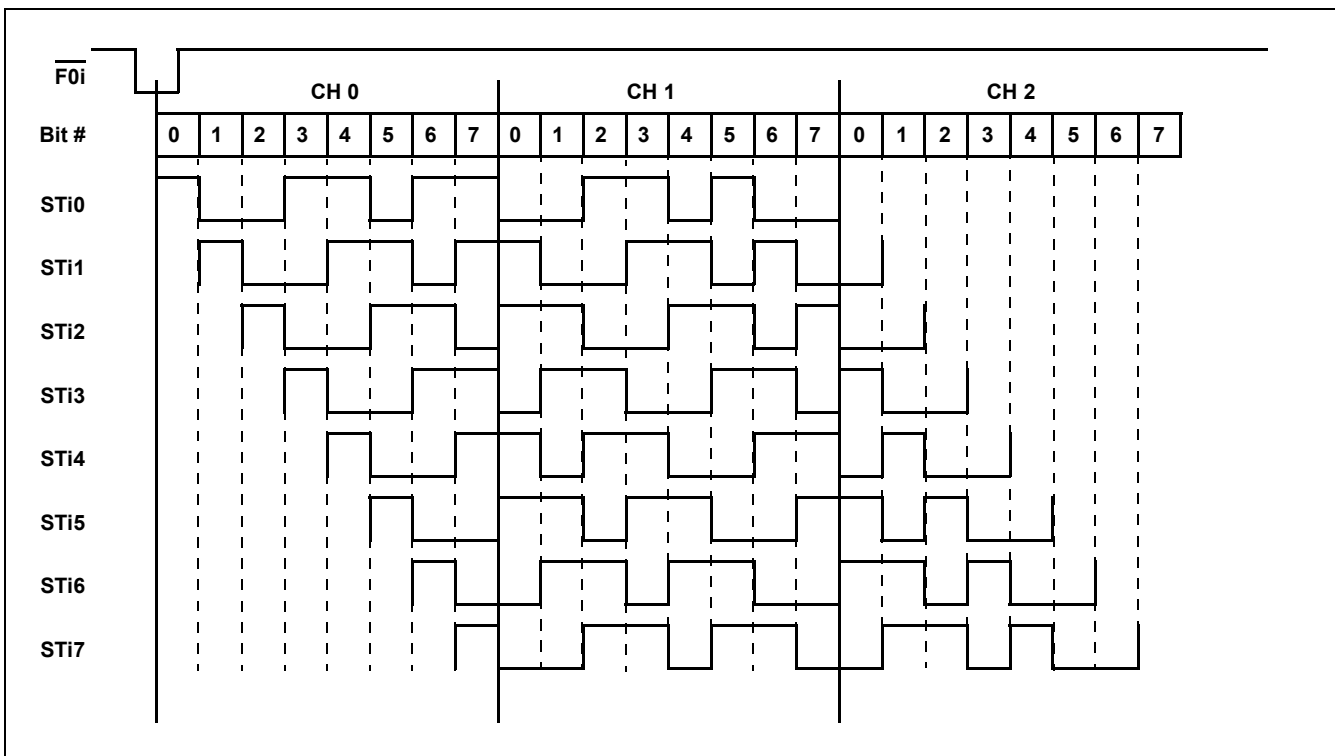 F0i
CH 0 CH 1 CH 2
Bit # 0 1 2 3 4 5 6 7 0 1 2 3 4 5 6 7 0 1 2 3 4 5 6 7
STi0
STi1
STi2
STi3
STi4
STi5
STi6
STi7